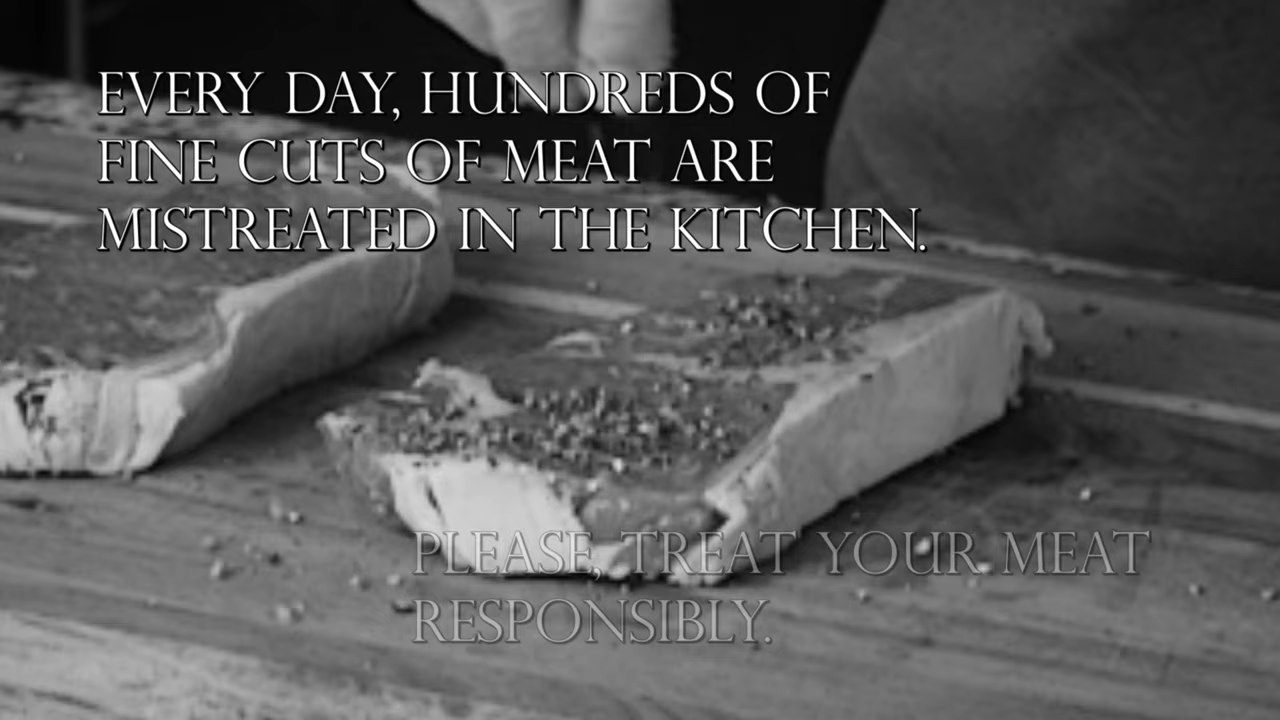 EVERY DAY, HUNDREDS OF
FINE CUTS OF MEAT ARE
MISTREATED IN THE KITCHEN.
PLEASE, TREAT YOUR MEAT
RESPONSIBLY.